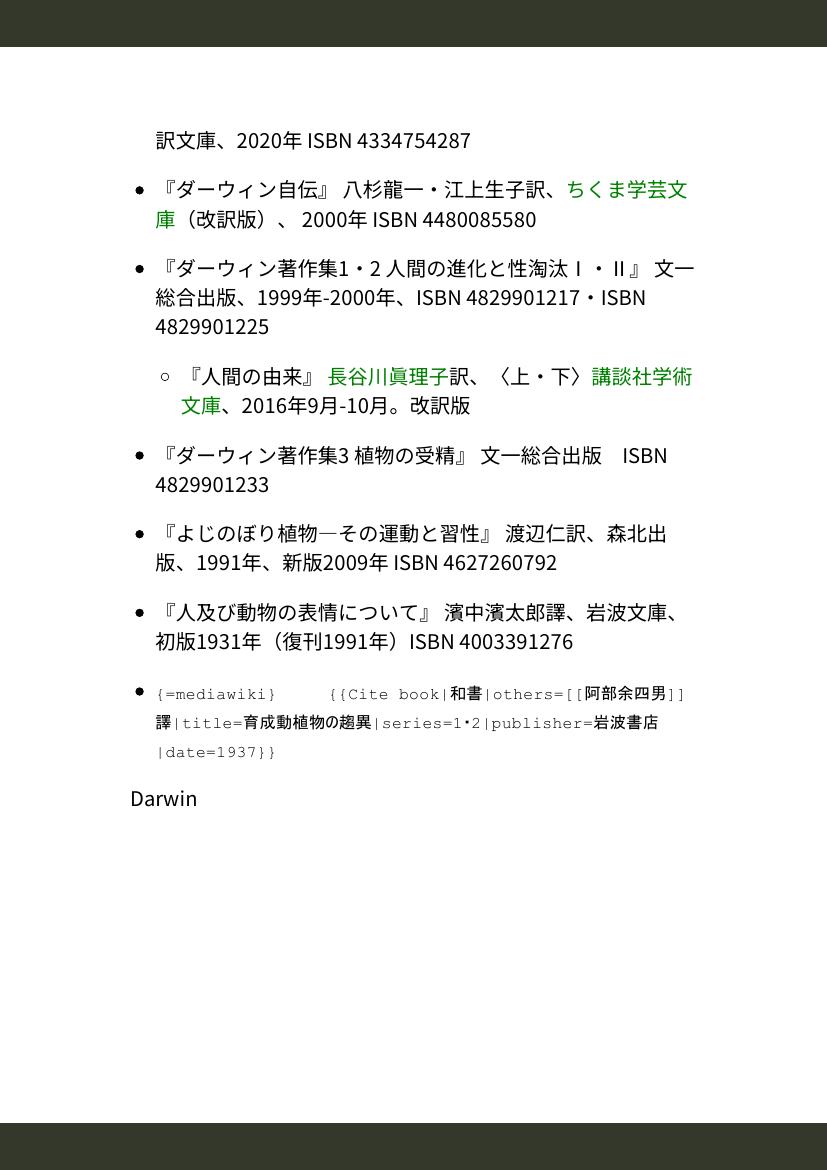 訳文庫、2020年 ISBN 4334754287
『ダーウィン自伝』 八杉龍一・江上生子訳、ちくま学芸文
庫（改訳版）、 2000年 ISBN 4480085580
『ダーウィン著作集1・2 人間の進化と性淘汰Ⅰ・Ⅱ』 文一
総合出版、1999年-2000年、ISBN 4829901217・ISBN
4829901225
『人間の由来』 長谷川眞理子訳、〈上・下〉講談社学術
文庫、2016年9月-10月。改訳版
『ダーウィン著作集3 植物の受精』 文一総合出版　ISBN
4829901233
『よじのぼり植物―その運動と習性』 渡辺仁訳、森北出
版、1991年、新版2009年 ISBN 4627260792
『人及び動物の表情について』 濱中濱太郎譯、岩波文庫、
初版1931年（復刊1991年）ISBN 4003391276
{=mediawiki} {{Cite book|和書|others=[[阿部余四男]]
譯|title=育成動植物の趨異|series=1・2|publisher=岩波書店
|date=1937}}
Darwin